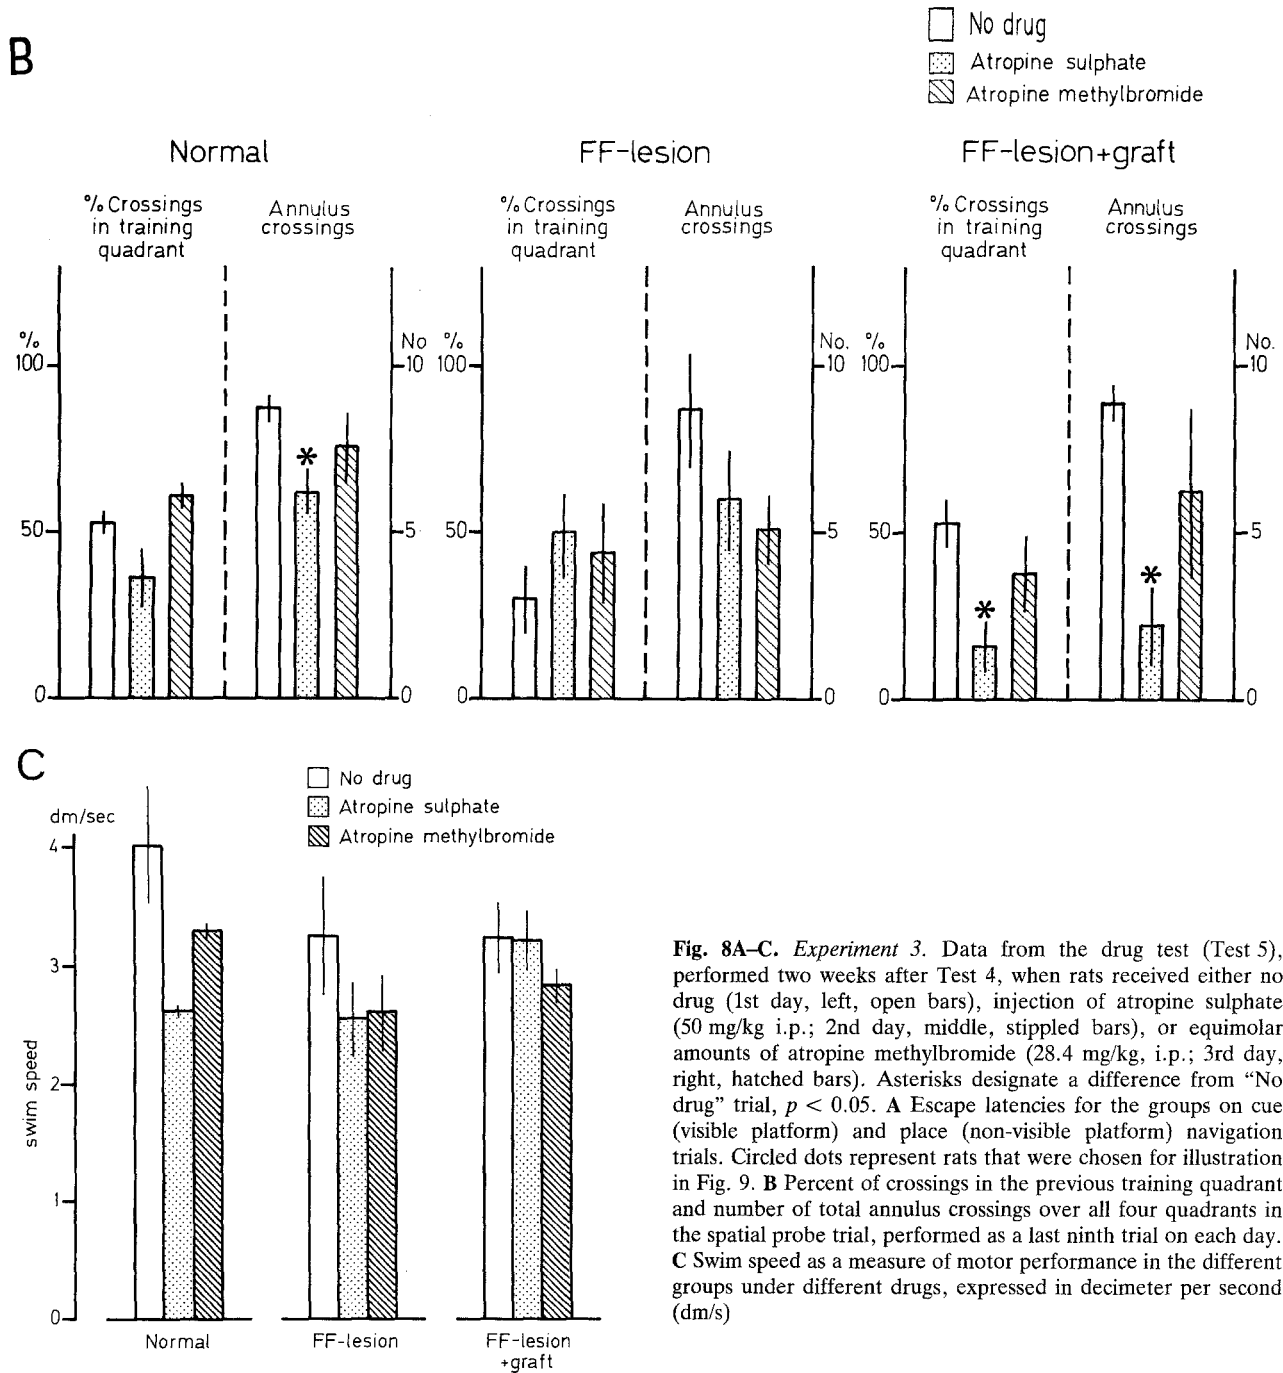 B
No drug
Atropine sulphate
Atropine methylbromide
Normal
FF-lesion
FF-lesion+graft
% Crossings
in training
quadrant
Annulus
crossings
% Crossings
in training
quadrant
Annulus
crossings
% Crossings
in training
quadrant
Annulus
crossings
%
100
50
0
No
10
5
0
%
100
50
0
No.
10
5
0
%
100
50
0
No.
10
5
0
*
*
*
C
No drug
Atropine sulphate
Atropine methylbromide
dm/sec
4
3
2
1
0
swim speed
Normal
FF-lesion
FF-lesion
+graft
Fig. 8A–C. Experiment 3. Data from the drug test (Test 5),
performed two weeks after Test 4, when rats received either no
drug (1st day, left, open bars), injection of atropine sulphate
(50 mg/kg i.p.; 2nd day, middle, stippled bars), or equimolar
amounts of atropine methylbromide (28.4 mg/kg, i.p.; 3rd day,
right, hatched bars). Asterisks designate a difference from “No
drug” trial, p < 0.05. A Escape latencies for the groups on cue
(visible platform) and place (non-visible platform) navigation
trials. Circled dots represent rats that were chosen for illustration
in Fig. 9. B Percent of crossings in the previous training quadrant
and number of total annulus crossings over all four quadrants in
the spatial probe trial, performed as a last ninth trial on each day.
C Swim speed as a measure of motor performance in the different
groups under different drugs, expressed in decimeter per second
(dm/s)